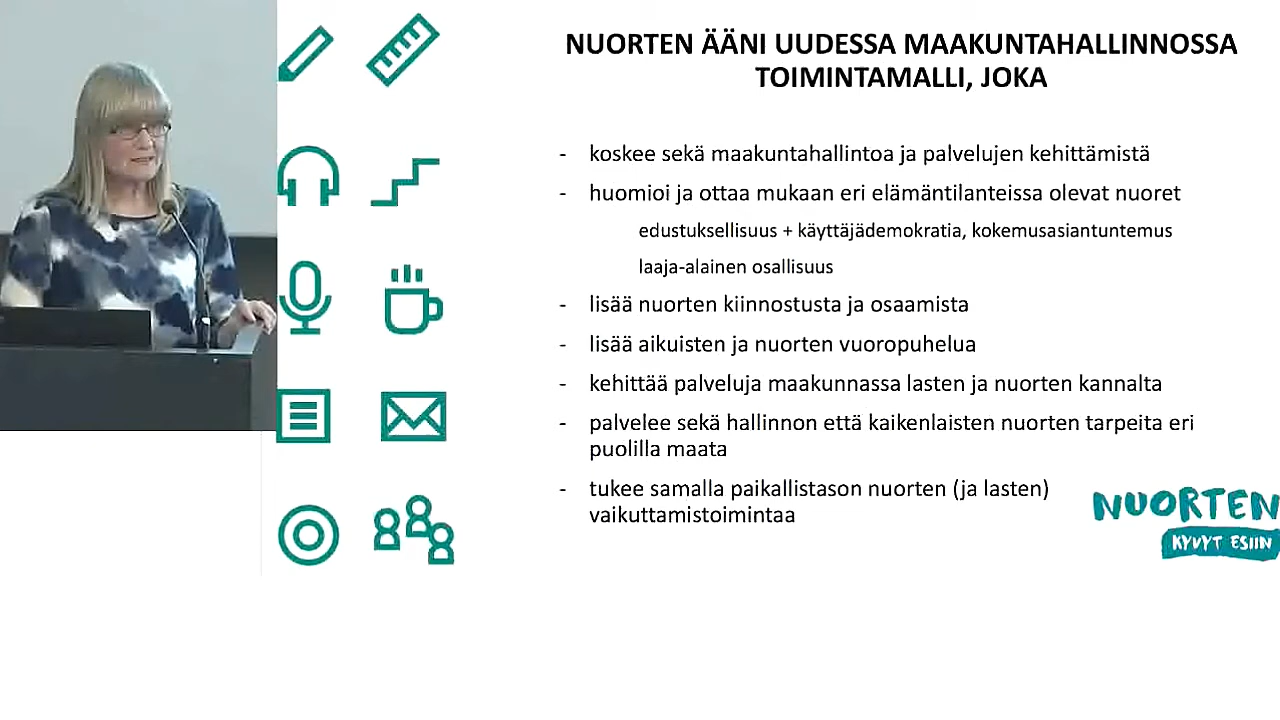 NUORTEN ÄÄNI UUDESSA MAAKUNTAHALLINNOSSA
TOIMINTAMALLI, JOKA
- koskee sekä maakuntahallintoa ja palvelujen kehittämistä
- huomioi ja ottaa mukaan eri elämäntilanteissa olevat nuoret
edustuksellisuus + käyttäjädemokratia, kokemusasiantuntemus
laaja-alainen osallisuus
- lisää nuorten kiinnostusta ja osaamista
- lisää aikuisten ja nuorten vuoropuhelua
- kehittää palveluja maakunnassa lasten ja nuorten kannalta
- palvelee sekä hallinnon että kaikenlaisten nuorten tarpeita eri
puolilla maata
- tukee samalla paikallistason nuorten (ja lasten)
vaikuttamistoimintaa
NUORTEN
KYVYT ESIIN